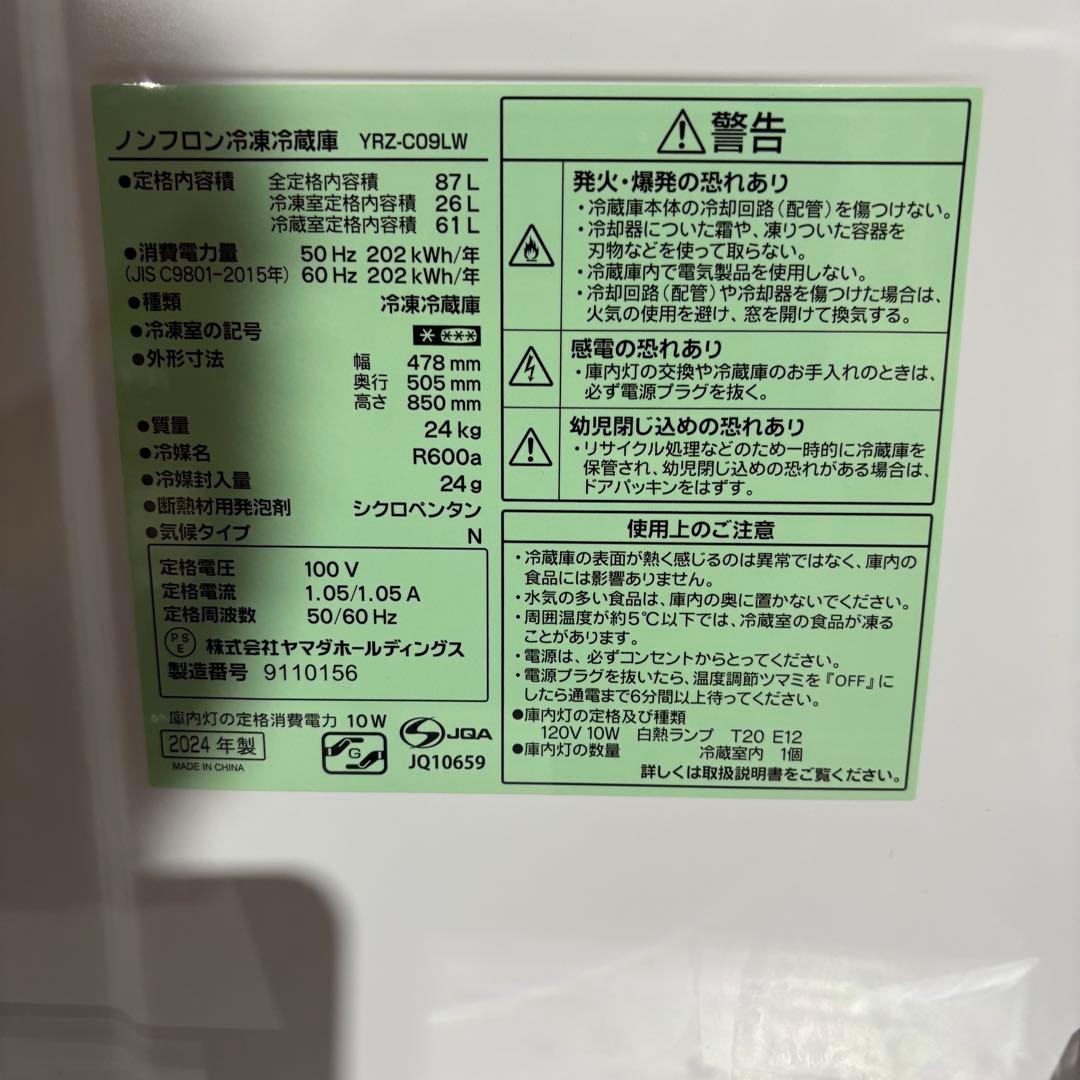 ノンフロン冷凍冷蔵庫 YRZ-C09LW
●定格内容積 全定格内容積 87 L
冷凍室定格内容積 26 L
冷蔵室定格内容積 61 L
●消費電力量 50 Hz 202 kWh/年
(JIS C9801-2015年) 60 Hz 202 kWh/年
●種類 冷凍冷蔵庫
●冷凍室の記号 * ***
●外形寸法 幅 478 mm
奥行 505 mm
高さ 850 mm
●質量 24 kg
●冷媒名 R600a
●冷媒封入量 24 g
●断熱材用発泡剤 シクロペンタン
●気候タイプ N
定格電圧 100 V
定格電流 1.05/1.05 A
定格周波数 50/60 Hz
PSE 株式会社ヤマダホールディングス
製造番号 9110156
庫内灯の定格消費電力 10 W
2024 年製
MADE IN CHINA
G
JQA
JQ10659
警告
発火・爆発の恐れあり
・冷蔵庫本体の冷却回路(配管)を傷つけない。
・冷却器についた霜や、凍りついた容器を
刃物などを使って取らない。
・冷蔵庫内で電気製品を使用しない。
・冷却回路(配管)や冷却器を傷つけた場合は、
火気の使用を避け、窓を開けて換気する。
感電の恐れあり
・庫内灯の交換や冷蔵庫のお手入れのときは、
必ず電源プラグを抜く。
幼児閉じ込めの恐れあり
・リサイクル処理などのため一時的に冷蔵庫を
保管され、幼児閉じ込めの恐れがある場合は、
ドアパッキンをはずす。
使用上のご注意
・冷蔵庫の表面が熱く感じるのは異常ではなく、庫内の
食品には影響ありません。
・水気の多い食品は、庫内の奥に置かないでください。
・周囲温度が約5℃以下では、冷蔵室の食品が凍る
ことがあります。
・電源は、必ずコンセントからとってください。
・電源プラグを抜いたら、温度調節ツマミを『OFF』に
したら通電まで6分間以上待ってください。
●庫内灯の定格及び種類
120V 10W 白熱ランプ T20 E12
●庫内灯の数量 冷蔵室内 1個
詳しくは取扱説明書をご覧ください。